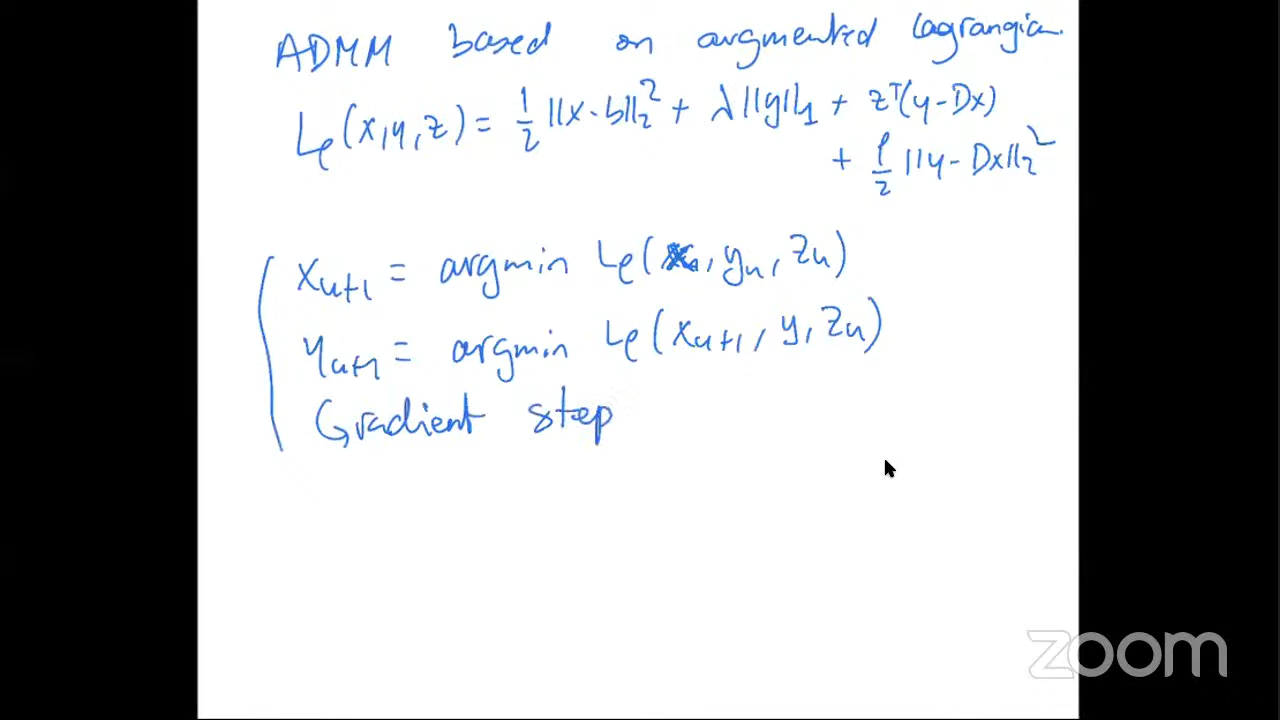 ADMM based on augmented Lagrangian.
Lρ(x,y,z) = 1/2 ||x-b||₂² + λ||y||₁ + zᵀ(y-Dx)
+ ρ/2 ||y-Dx||₂²
xₖ₊₁ = argmin Lρ(x, yₖ, zₖ)
yₖ₊₁ = argmin Lρ(xₖ₊₁, y, zₖ)
Gradient step
zoom